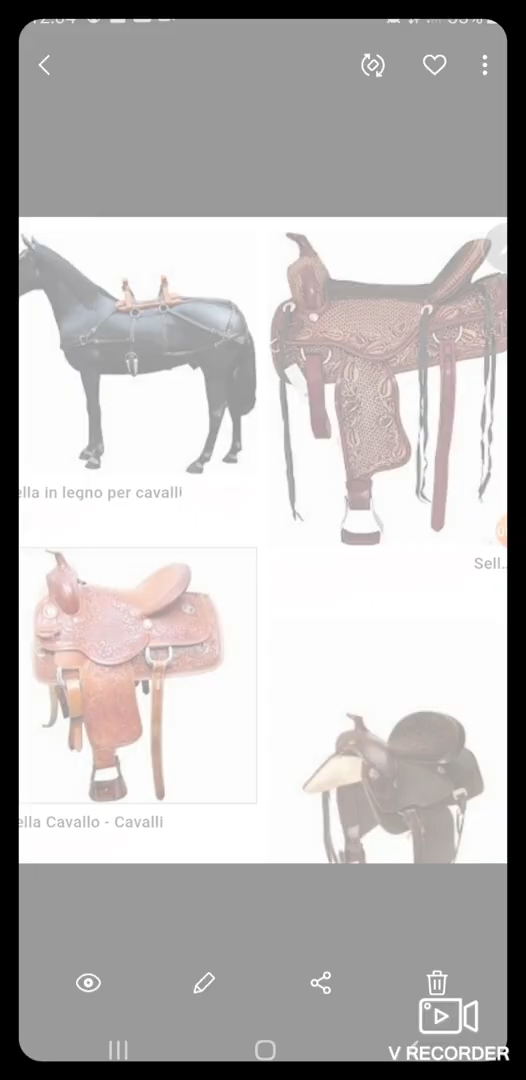 ella in legno per cavalli
Sell...
ella Cavallo - Cavalli
V RECORDER